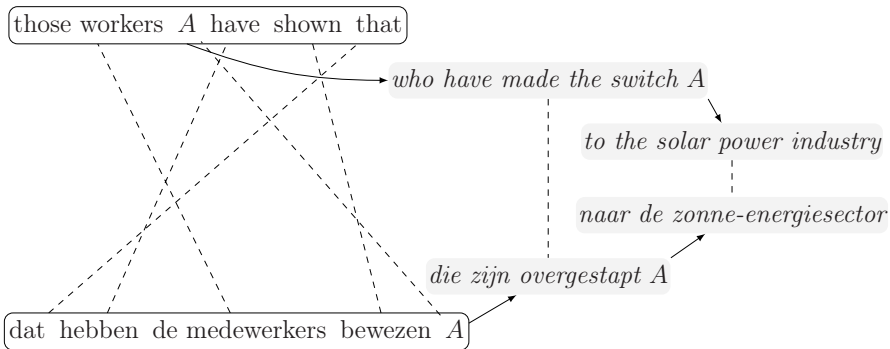 those workers A have shown that
who have made the switch A
to the solar power industry
naar de zonne-energiesector
die zijn overgestapt A
dat hebben de medewerkers bewezen A